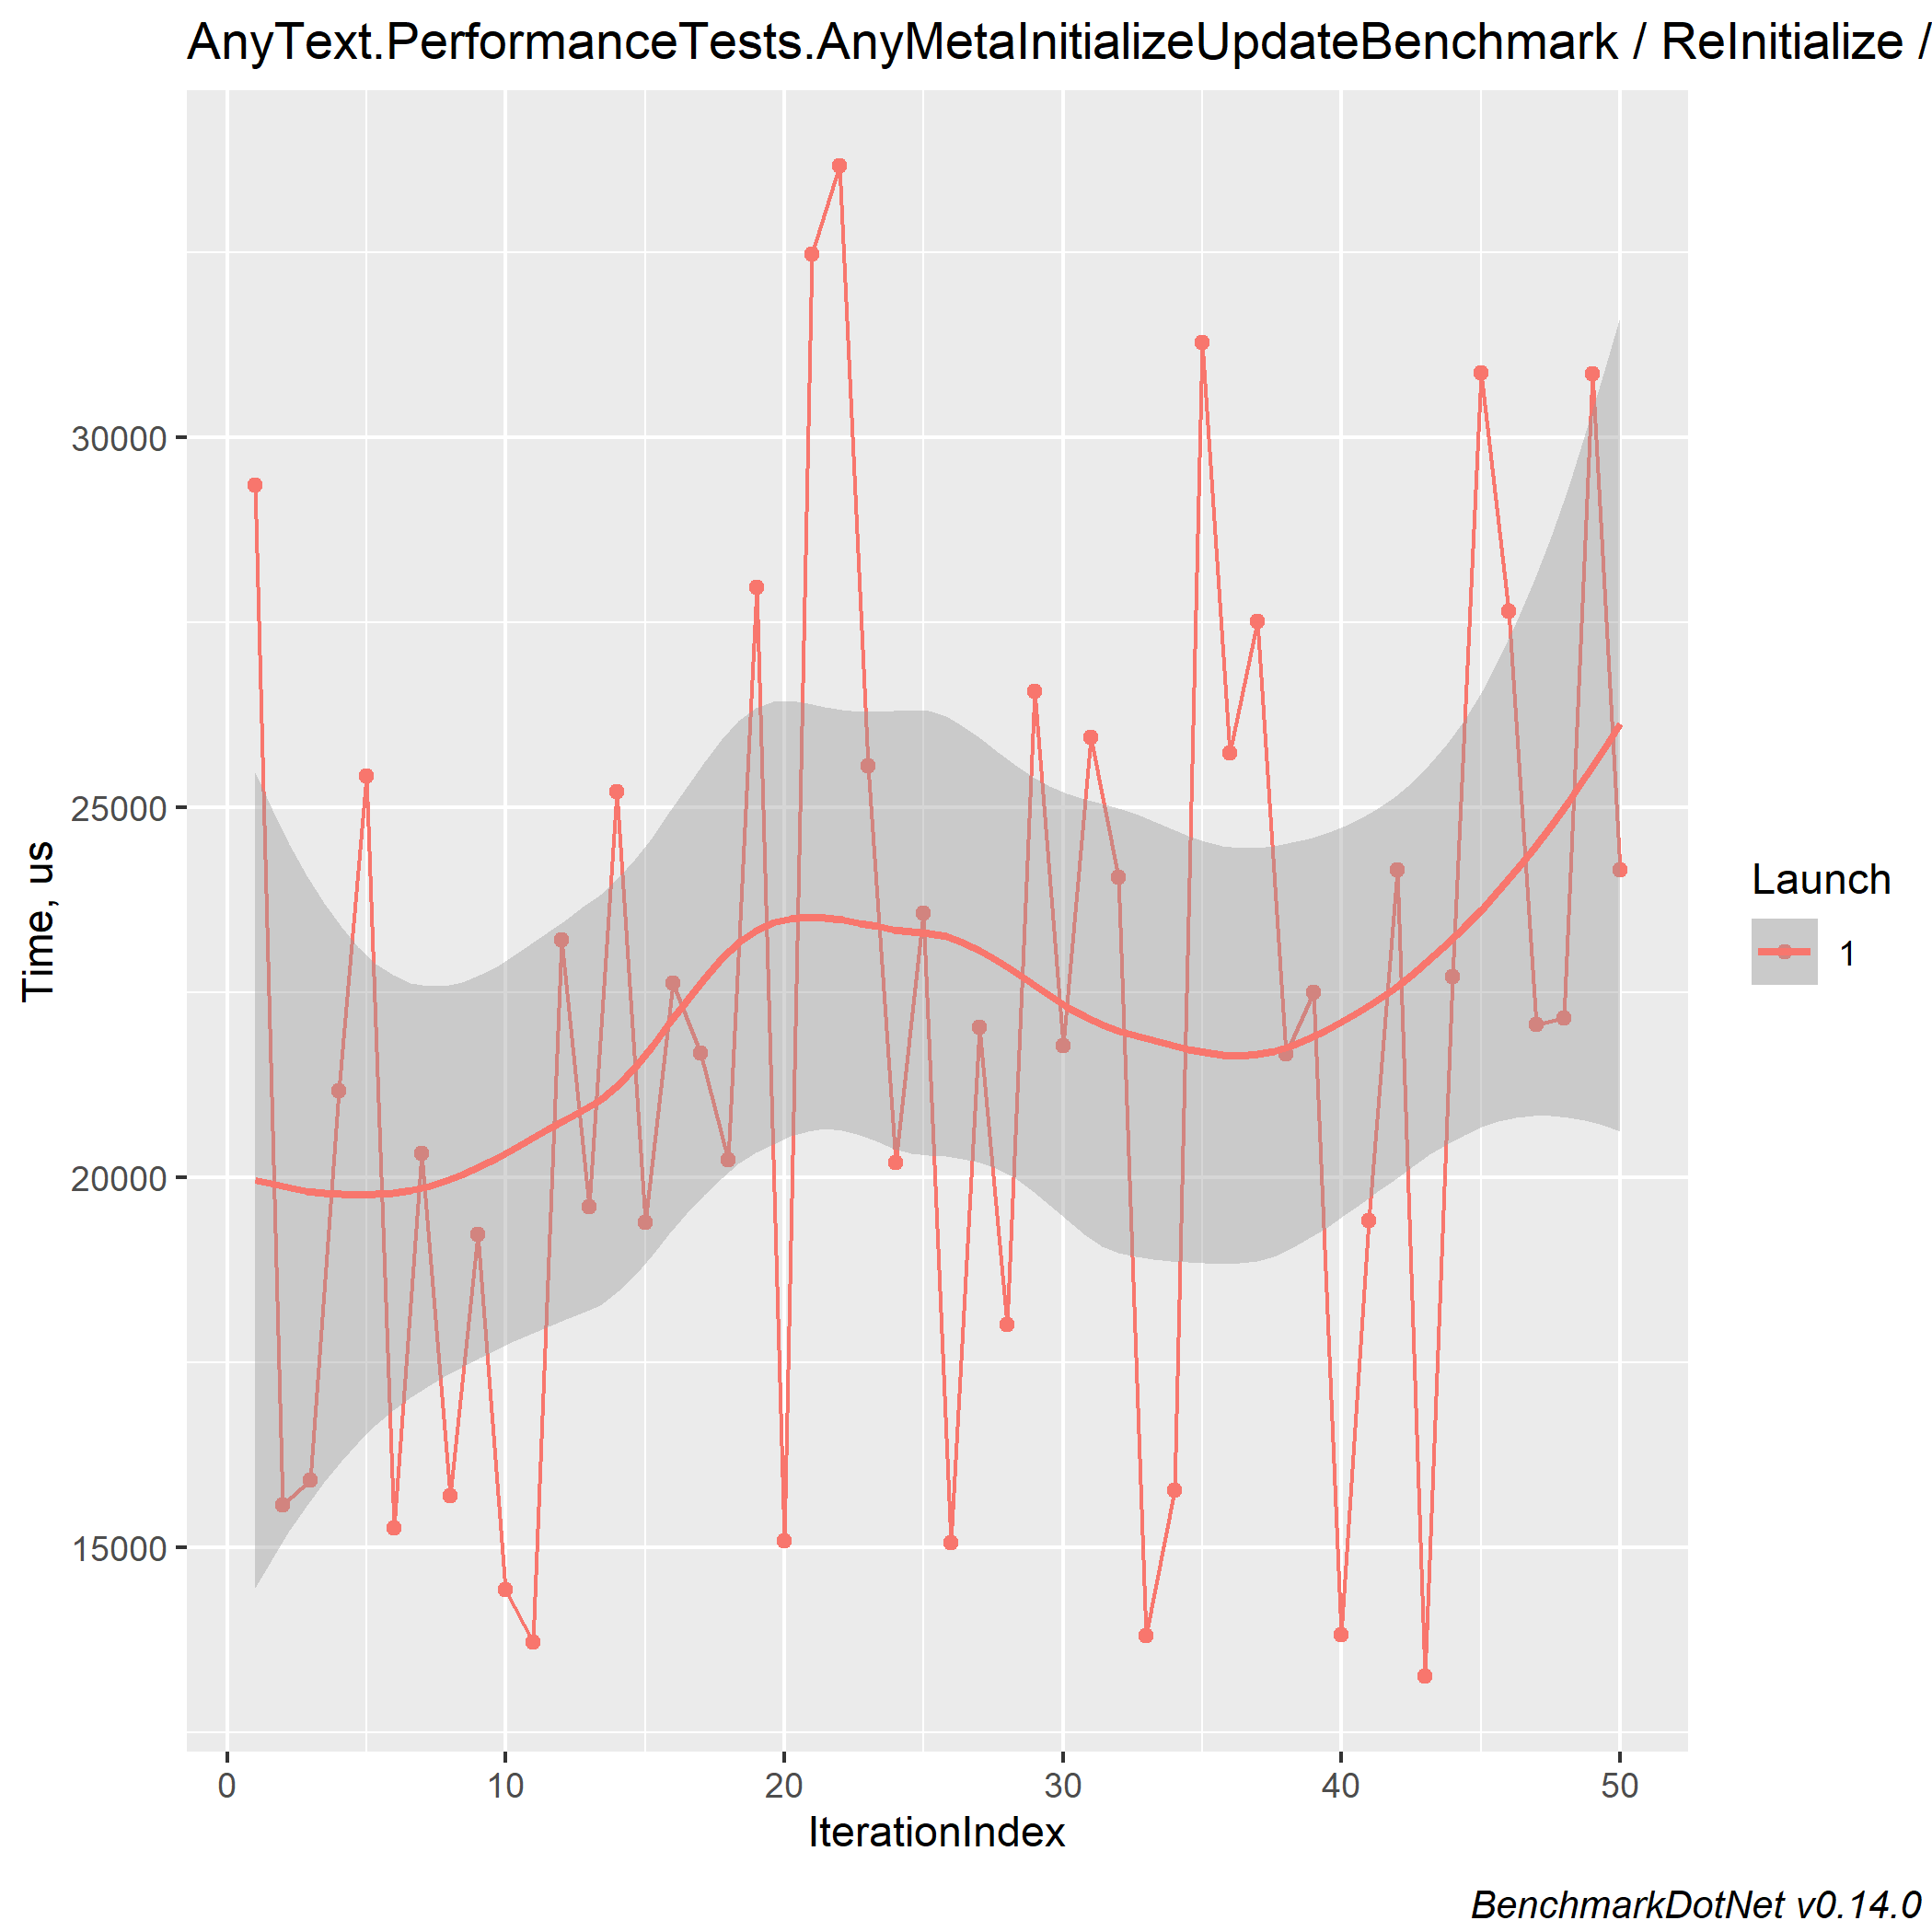 AnyText.PerformanceTests.AnyMetaInitializeUpdateBenchmark / ReInitialize /
30000
25000
20000
15000
Time, us
0 10 20 30 40 50
IterationIndex
Launch
1
BenchmarkDotNet v0.14.0